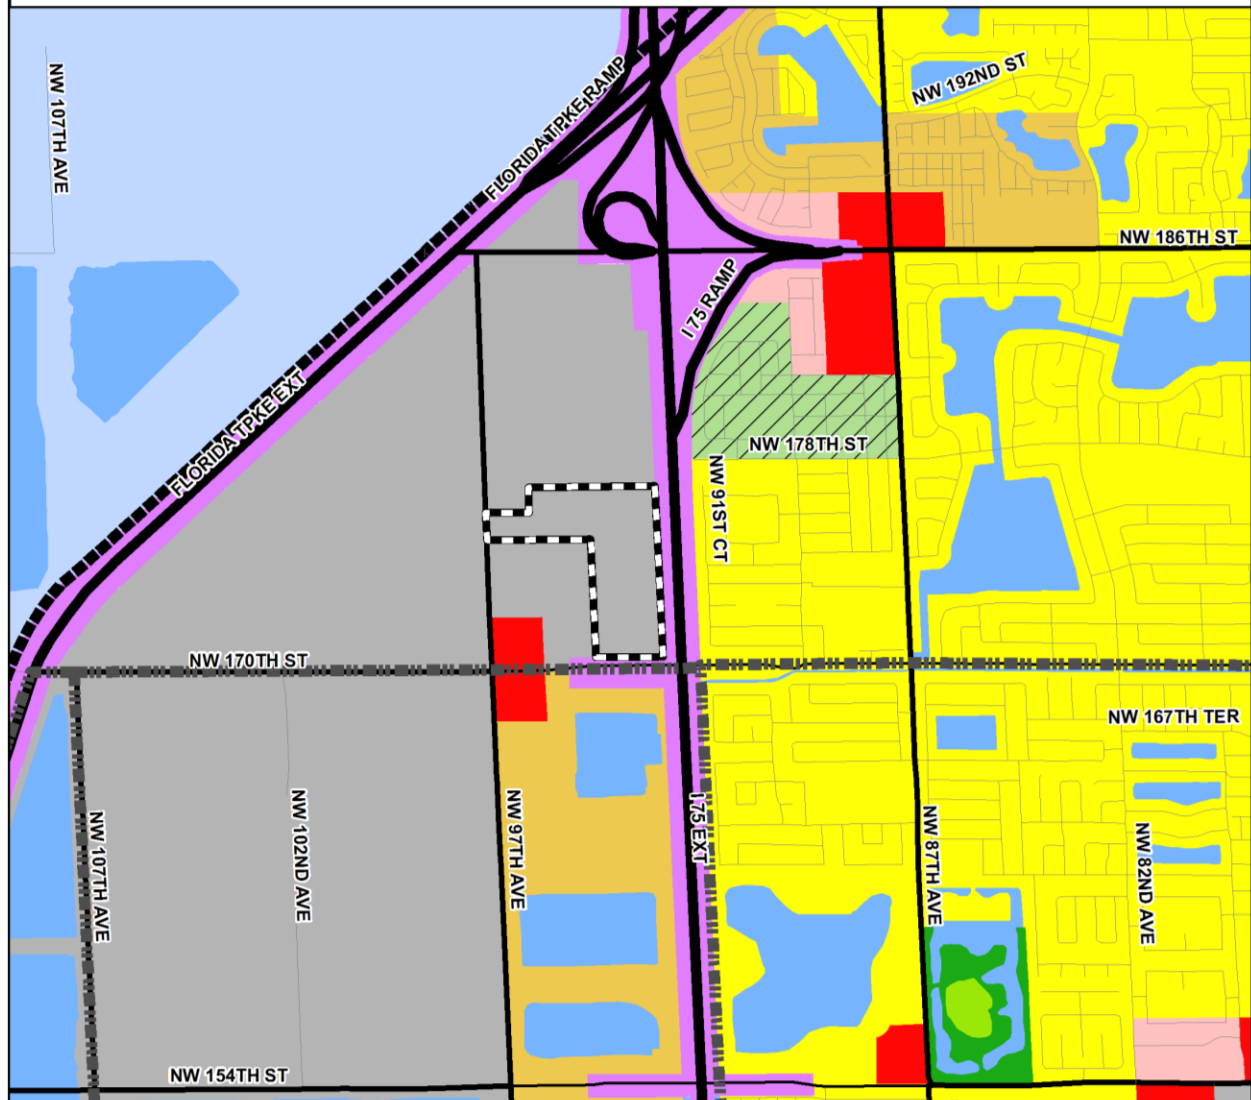 NW 107TH AVE
FLORIDA TPKE RAMP
NW 192ND ST
NW 186TH ST
I 75 RAMP
FLORIDA TPKE EXT
NW 178TH ST
NW 91ST CT
NW 170TH ST
NW 167TH TER
NW 107TH AVE
NW 102ND AVE
NW 97TH AVE
I 75 EXT
NW 87TH AVE
NW 82ND AVE
NW 154TH ST